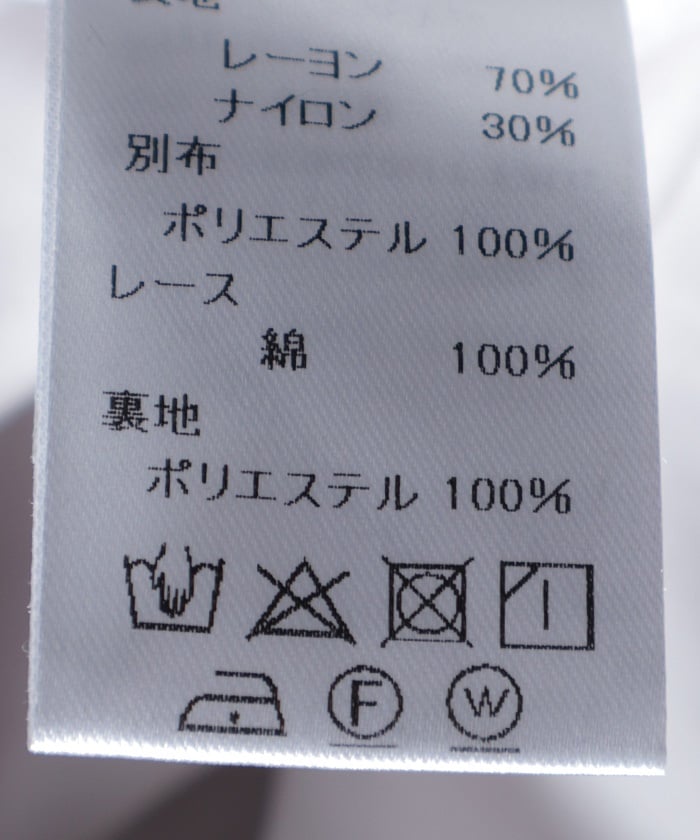 レーヨン 70%
ナイロン 30%
別布
ポリエステル 100%
レース
綿 100%
裏地
ポリエステル 100%
F W